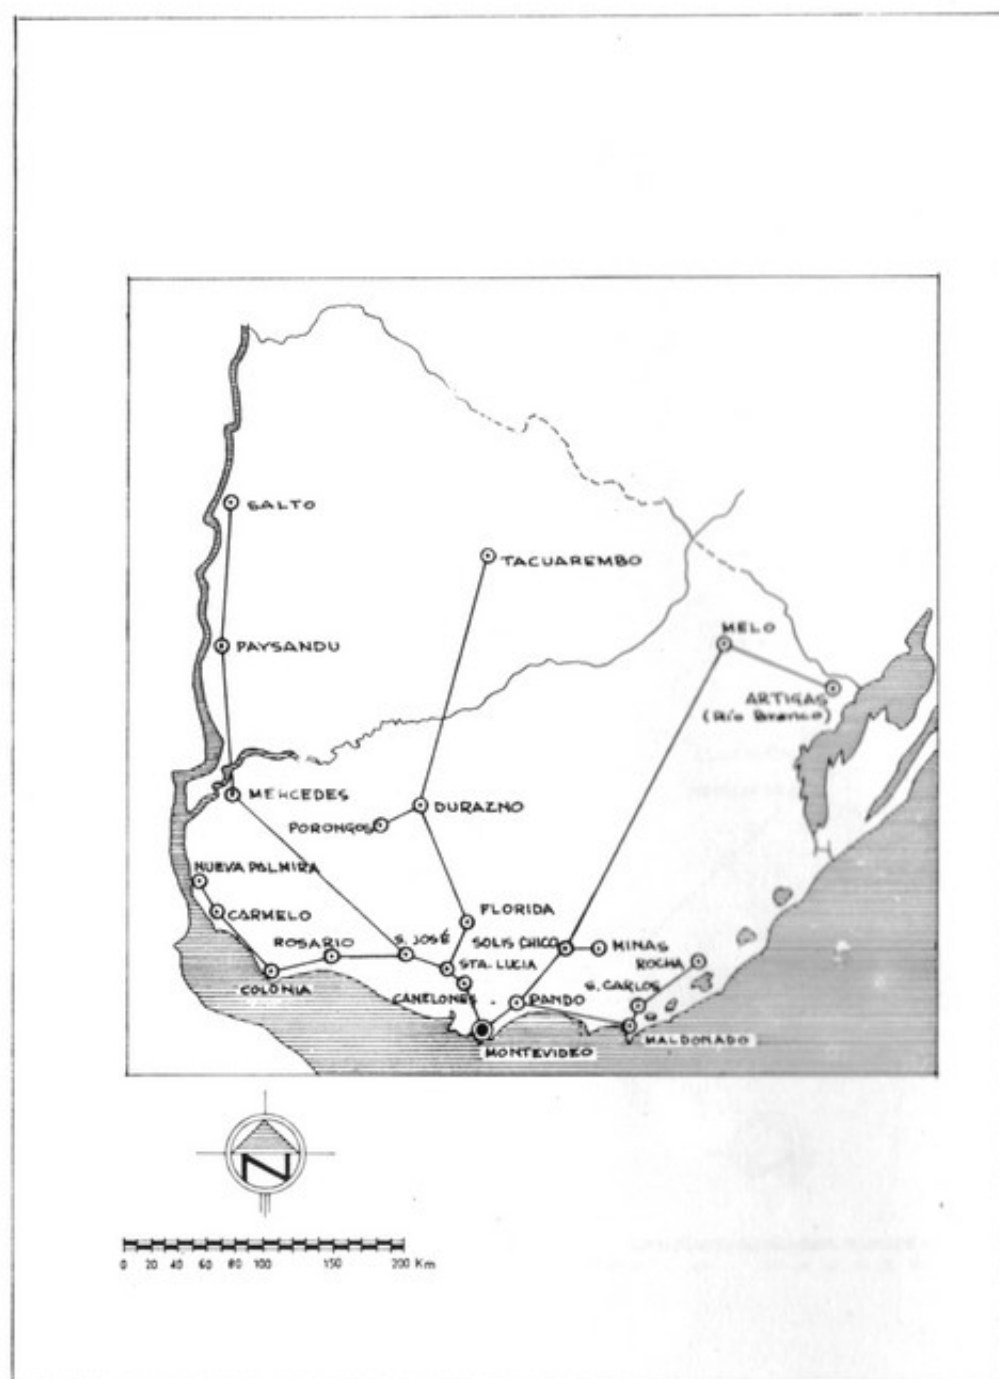 SALTO
TACUAREMBO
MELO
PAYSANDU
ARTIGAS
(Río Branco)
MERCEDES
DURAZNO
PORONGOS
NUEVA PALMIRA
CARMELO
FLORIDA
ROSARIO
S. JOSÉ
SOLIS CHICO
MINAS
STA. LUCIA
ROCHA
COLONIA
CANELONES
S. CARLOS
PANDO
MALDONADO
MONTEVIDEO
N
0 20 40 60 80 100 150 200 Km